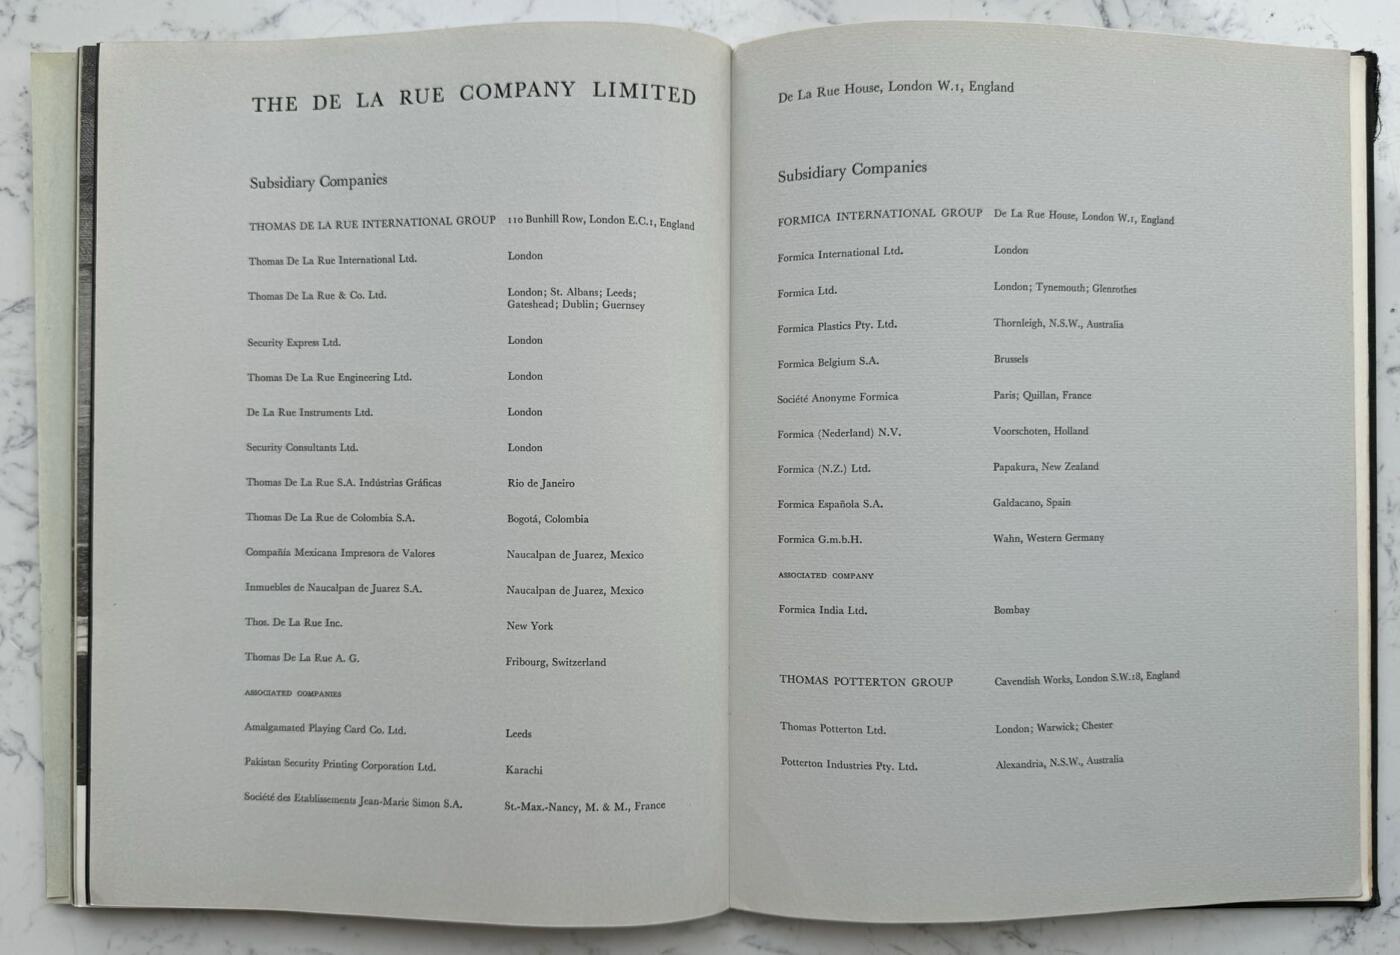 THE DE LA RUE COMPANY LIMITED
Subsidiary Companies
THOMAS DE LA RUE INTERNATIONAL GROUP 110 Bunhill Row, London E.C.1, England
Thomas De La Rue International Ltd. London
Thomas De La Rue & Co. Ltd. London; St. Albans; Leeds;
Gateshead; Dublin; Guernsey
Security Express Ltd. London
Thomas De La Rue Engineering Ltd. London
De La Rue Instruments Ltd. London
Security Consultants Ltd. London
Thomas De La Rue S.A. Indústrias Gráficas Rio de Janeiro
Thomas De La Rue de Colombia S.A. Bogotá, Colombia
Compañía Mexicana Impresora de Valores Naucalpan de Juarez, Mexico
Inmuebles de Naucalpan de Juarez S.A. Naucalpan de Juarez, Mexico
Thos. De La Rue Inc. New York
Thomas De La Rue A. G. Fribourg, Switzerland
ASSOCIATED COMPANIES
Amalgamated Playing Card Co. Ltd. Leeds
Pakistan Security Printing Corporation Ltd. Karachi
Société des Etablissements Jean-Marie Simon S.A. St.-Max.-Nancy, M. & M., France
De La Rue House, London W.1, England
Subsidiary Companies
FORMICA INTERNATIONAL GROUP De La Rue House, London W.1, England
Formica International Ltd. London
Formica Ltd. London; Tynemouth; Glenrothes
Formica Plastics Pty. Ltd. Thornleigh, N.S.W., Australia
Formica Belgium S.A. Brussels
Société Anonyme Formica Paris; Quillan, France
Formica (Nederland) N.V. Voorschoten, Holland
Formica (N.Z.) Ltd. Papakura, New Zealand
Formica Española S.A. Galdacano, Spain
Formica G.m.b.H. Wahn, Western Germany
ASSOCIATED COMPANY
Formica India Ltd. Bombay
THOMAS POTTERTON GROUP Cavendish Works, London S.W.18, England
Thomas Potterton Ltd. London; Warwick; Chester
Potterton Industries Pty. Ltd. Alexandria, N.S.W., Australia